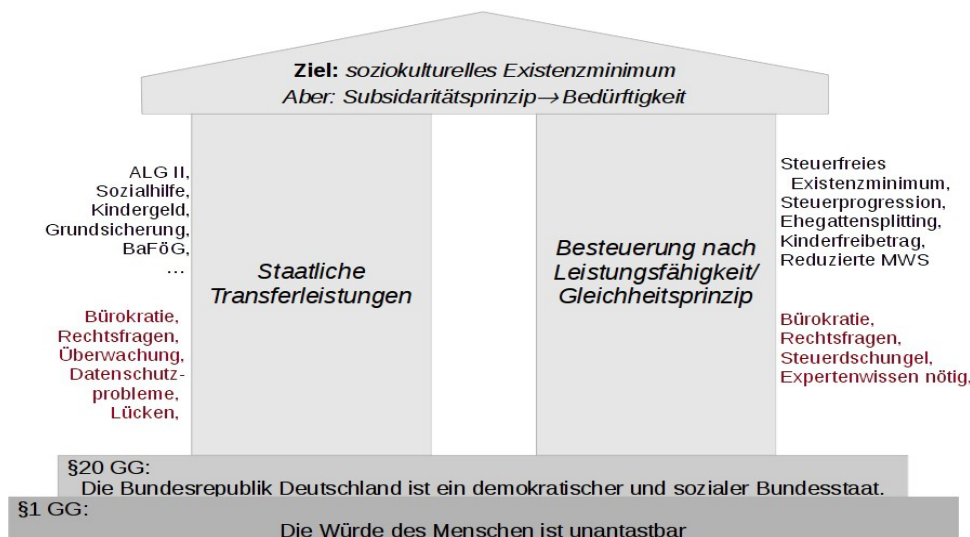 Ziel: soziokulturelles Existenzminimum
Aber: Subsidaritätsprinzip→ Bedürftigkeit
ALG II,
Sozialhilfe,
Kindergeld,
Grundsicherung,
BaFöG,
...
Bürokratie,
Rechtsfragen,
Überwachung,
Datenschutz-
probleme,
Lücken,
Staatliche
Transferleistungen
Besteuerung nach
Leistungsfähigkeit/
Gleichheitsprinzip
Steuerfreies
Existenzminimum,
Steuerprogression,
Ehegattensplitting,
Kinderfreibetrag,
Reduzierte MWS
Bürokratie,
Rechtsfragen,
Steuerdschungel,
Expertenwissen nötig,
§20 GG:
Die Bundesrepublik Deutschland ist ein demokratischer und sozialer Bundesstaat.
§1 GG:
Die Würde des Menschen ist unantastbar